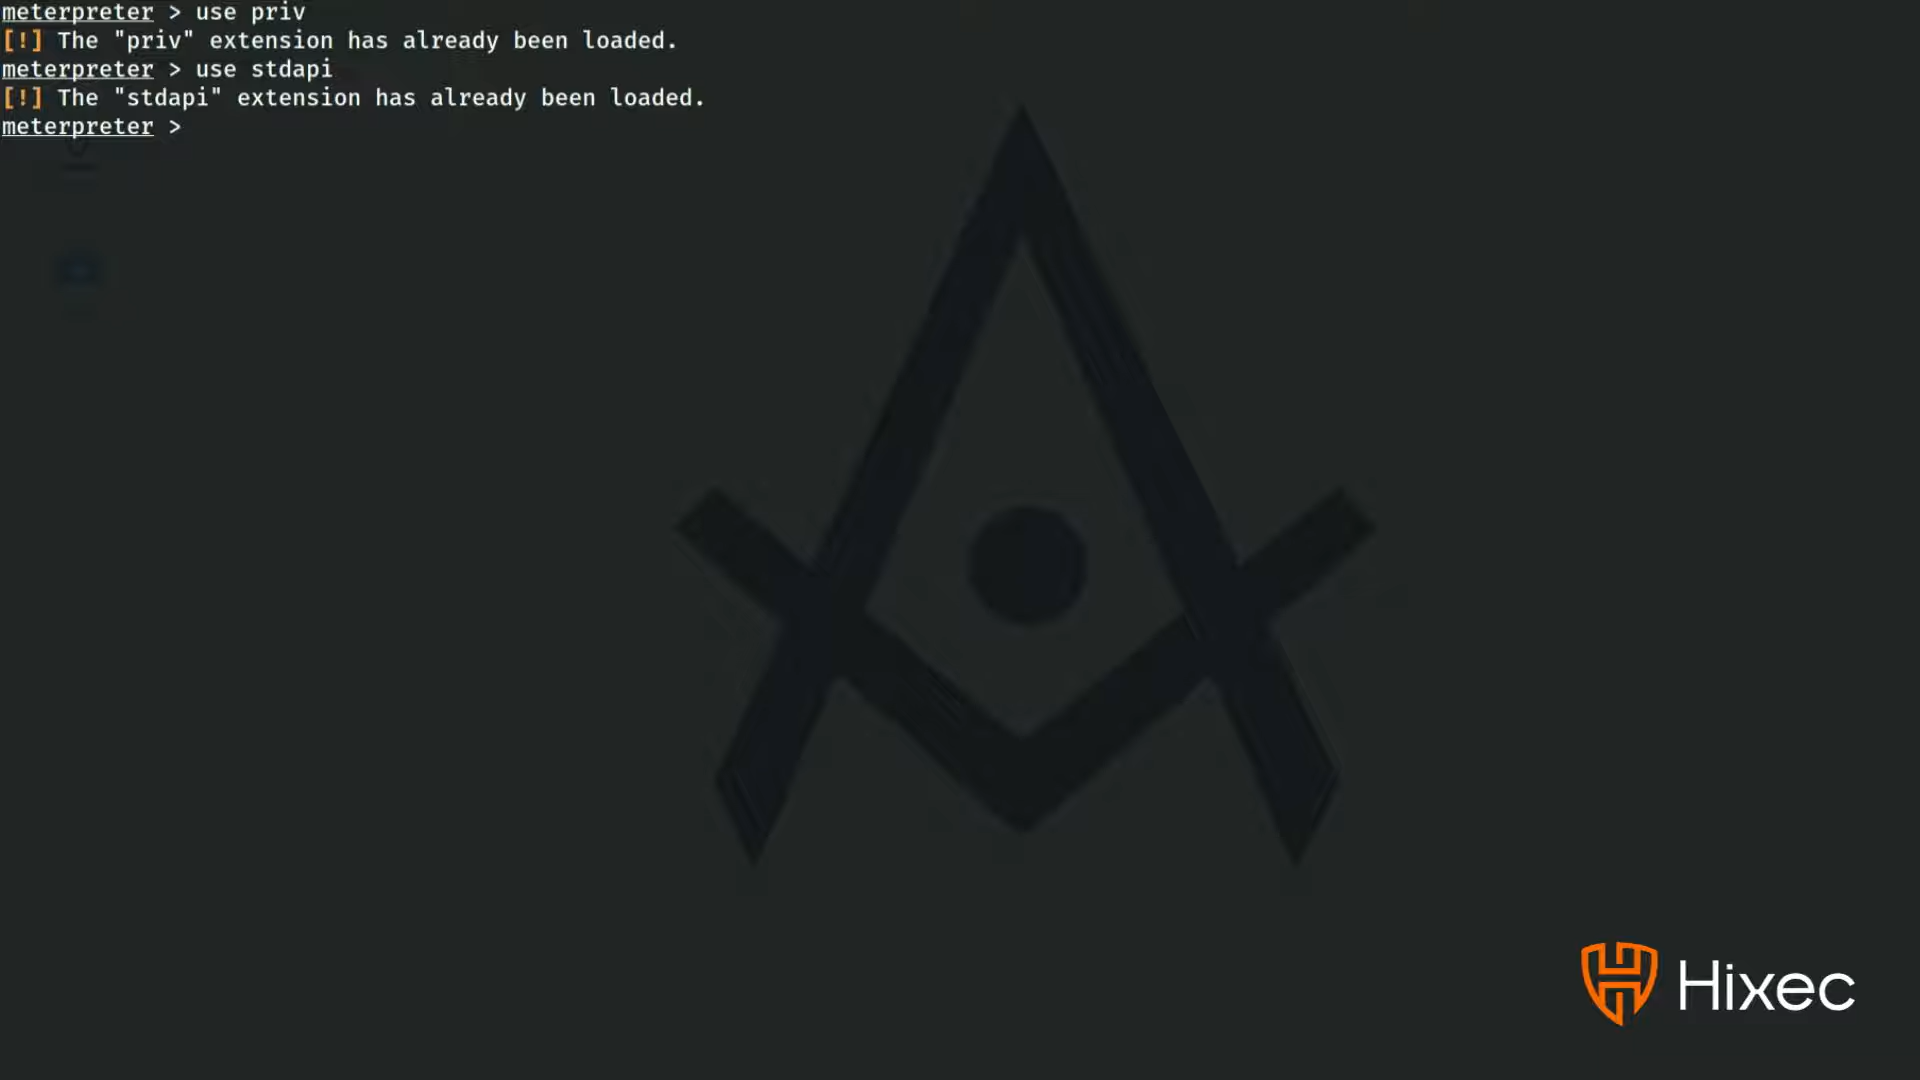 meterpreter > use priv
[!] The "priv" extension has already been loaded.
meterpreter > use stdapi
[!] The "stdapi" extension has already been loaded.
meterpreter >
Hixec